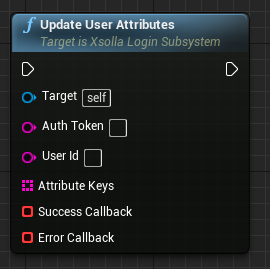 Update User Attributes
Target is Xsolla Login Subsystem
Target self
Auth Token
User Id
Attribute Keys
Success Callback
Error Callback